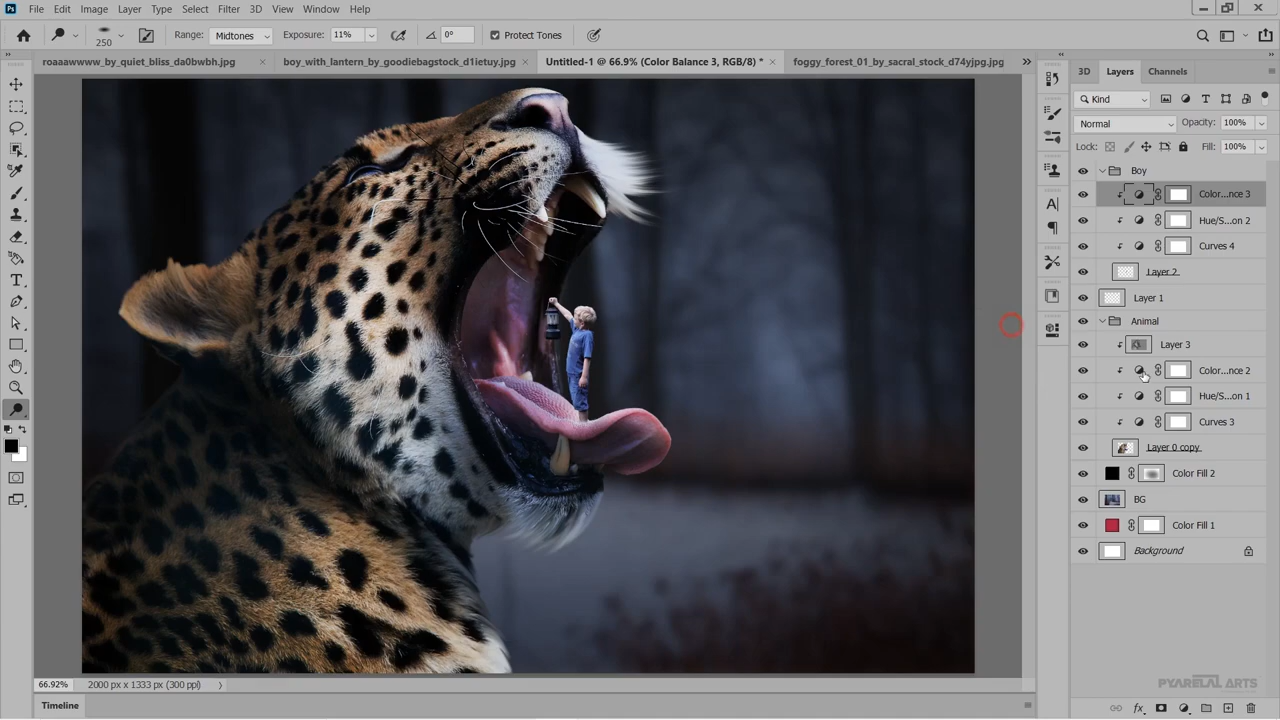 Ps File Edit Image Layer Type Select Filter 3D View Window Help
250 Range: Midtones Exposure: 11% 0° Protect Tones
roaaawwww_by_quiet_bliss_da0bwbh.jpg boy_with_lantern_by_goodiebagstock_d1ietuy.jpg Untitled-1 @ 66.9% (Color Balance 3, RGB/8) * foggy_forest_01_by_sacral_stock_d74yjpg.jpg
3D Layers Channels
Kind
Normal Opacity: 100%
Lock: Fill: 100%
Boy
Color...nce 3
Hue/S...on 2
Curves 4
Layer 2
Layer 1
Animal
Layer 3
Color...nce 2
Hue/S...on 1
Curves 3
Layer 0 copy
Color Fill 2
BG
Color Fill 1
Background
PYARELAL ARTS
66.92% 2000 px x 1333 px (300 ppi)
Timeline
fx